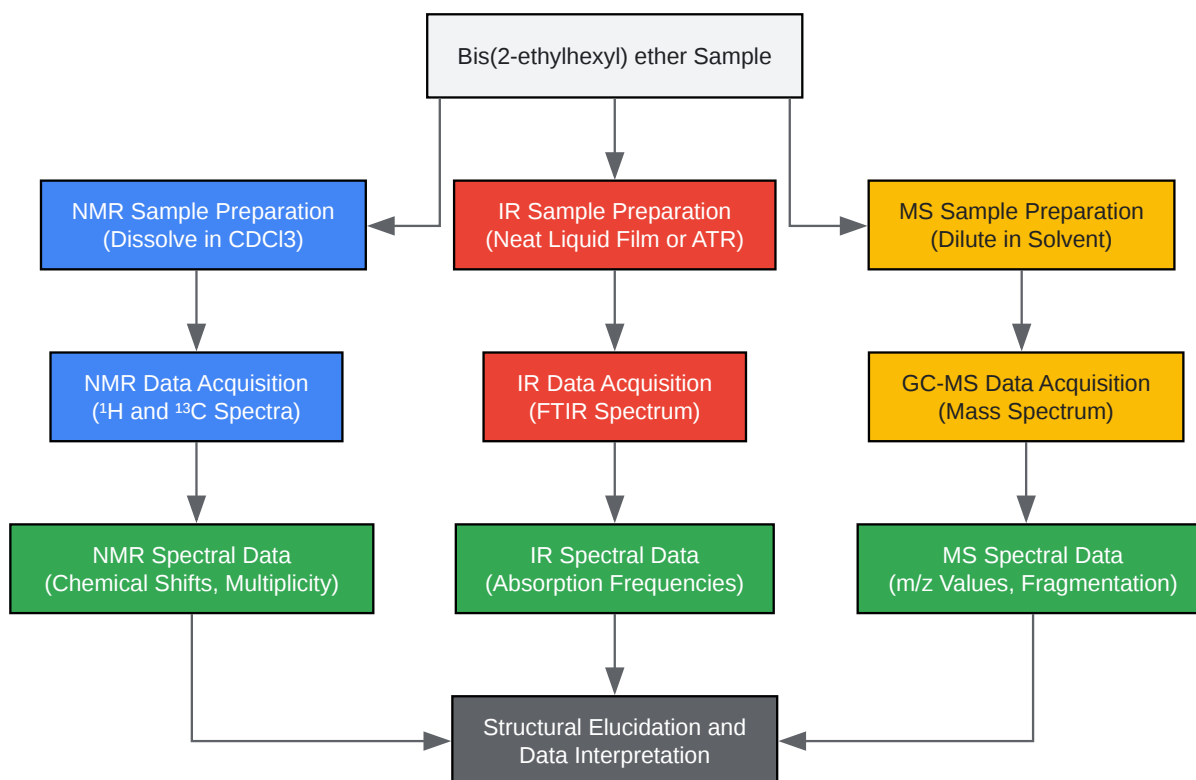 Bis(2-ethylhexyl) ether Sample
NMR Sample Preparation
(Dissolve in CDCl3)
IR Sample Preparation
(Neat Liquid Film or ATR)
MS Sample Preparation
(Dilute in Solvent)
NMR Data Acquisition
(¹H and ¹³C Spectra)
IR Data Acquisition
(FTIR Spectrum)
GC-MS Data Acquisition
(Mass Spectrum)
NMR Spectral Data
(Chemical Shifts, Multiplicity)
IR Spectral Data
(Absorption Frequencies)
MS Spectral Data
(m/z Values, Fragmentation)
Structural Elucidation and
Data Interpretation